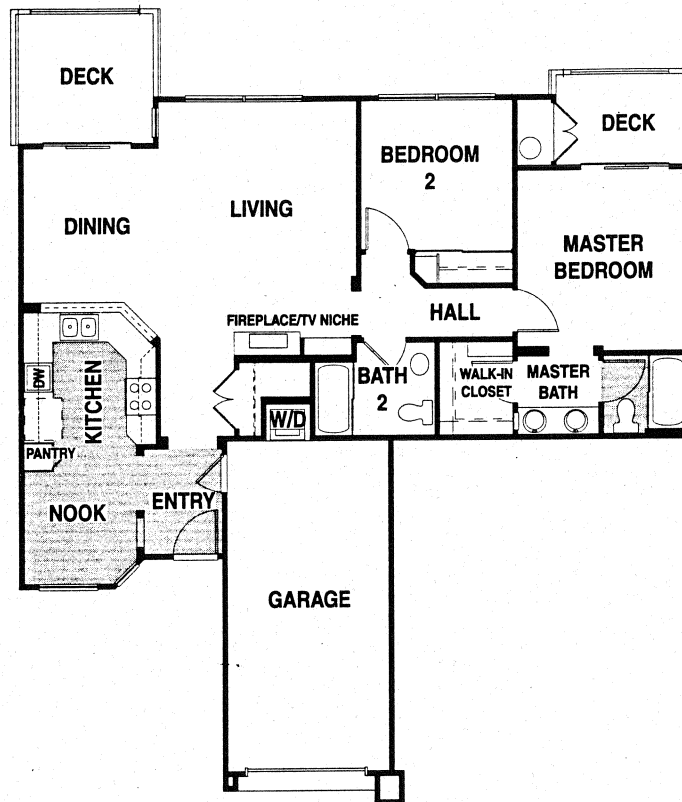 DECK
DECK
BEDROOM
2
DINING
LIVING
MASTER
BEDROOM
HALL
FIREPLACE/TV NICHE
DW
KITCHEN
BATH
2
WALK-IN
CLOSET
MASTER
BATH
W/D
PANTRY
NOOK
ENTRY
GARAGE